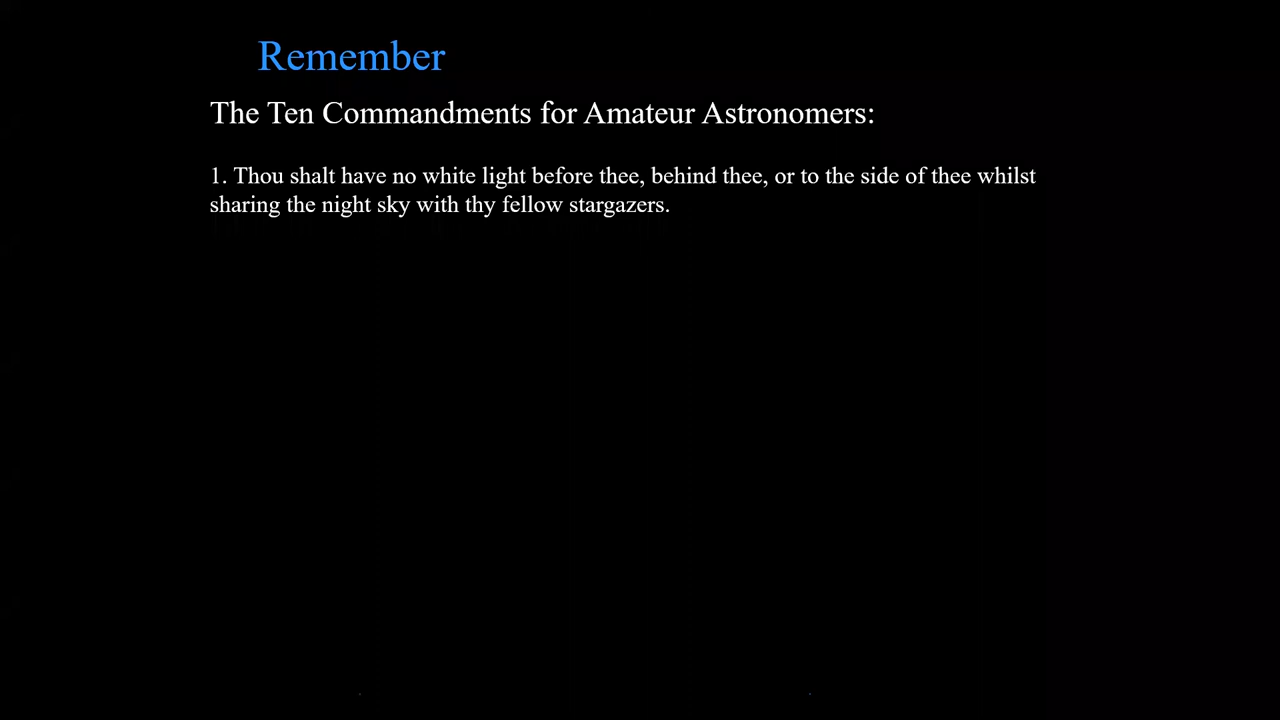 Remember
The Ten Commandments for Amateur Astronomers:
1. Thou shalt have no white light before thee, behind thee, or to the side of thee whilst
sharing the night sky with thy fellow stargazers.